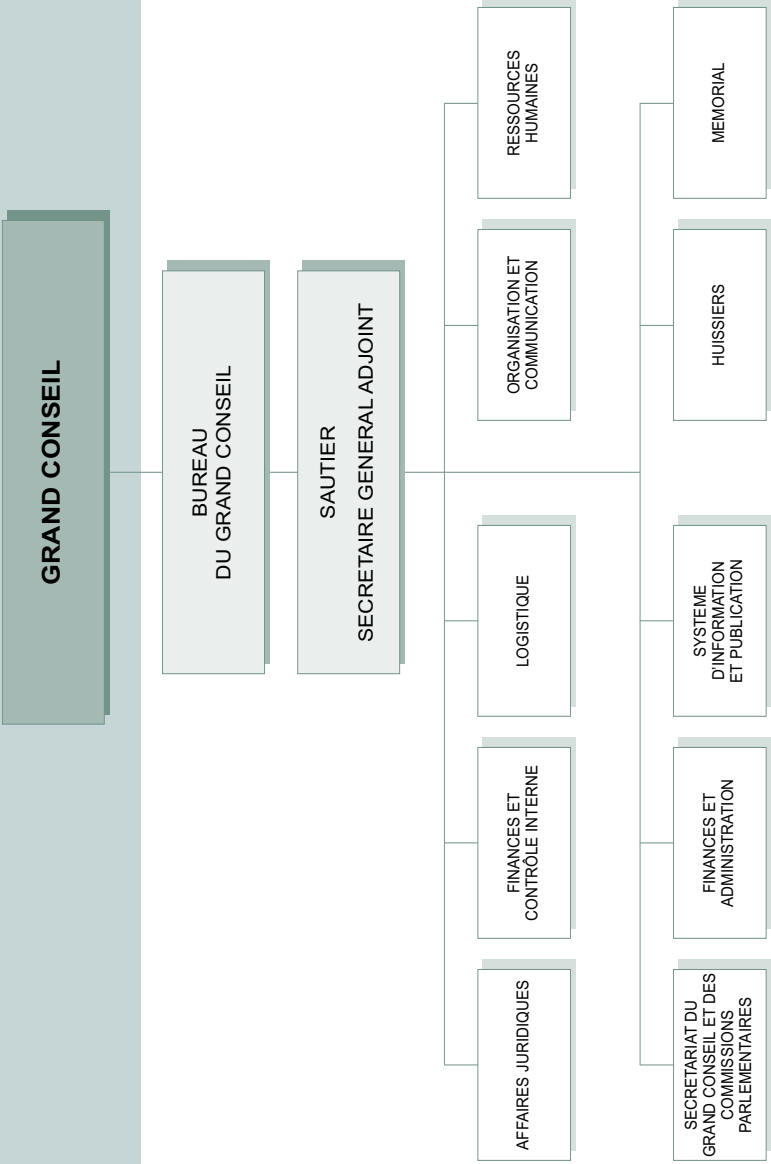 GRAND CONSEIL
BUREAU
DU GRAND CONSEIL
SAUTIER
SECRETAIRE GENERAL ADJOINT
AFFAIRES JURIDIQUES
FINANCES ET
CONTRÔLE INTERNE
LOGISTIQUE
ORGANISATION ET
COMMUNICATION
RESSOURCES
HUMAINES
SECRETARIAT DU
GRAND CONSEIL ET DES
COMMISSIONS
PARLEMENTAIRES
FINANCES ET
ADMINISTRATION
SYSTEME
D'INFORMATION
ET PUBLICATION
HUISSIERS
MEMORIAL